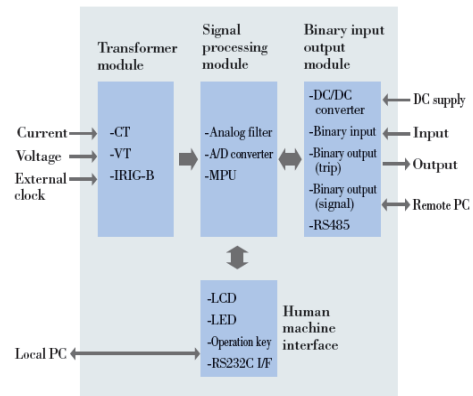 Transformer
module
Signal
processing
module
Binary input
output
module
Current
Voltage
External
clock
-CT
-VT
-IRIG-B
-Analog filter
-A/D converter
-MPU
-DC/DC
converter
-Binary input
-Binary output
(trip)
-Binary output
(signal)
-RS485
DC supply
Input
Output
Remote PC
Local PC
-LCD
-LED
-Operation key
-RS232C I/F
Human
machine
interface